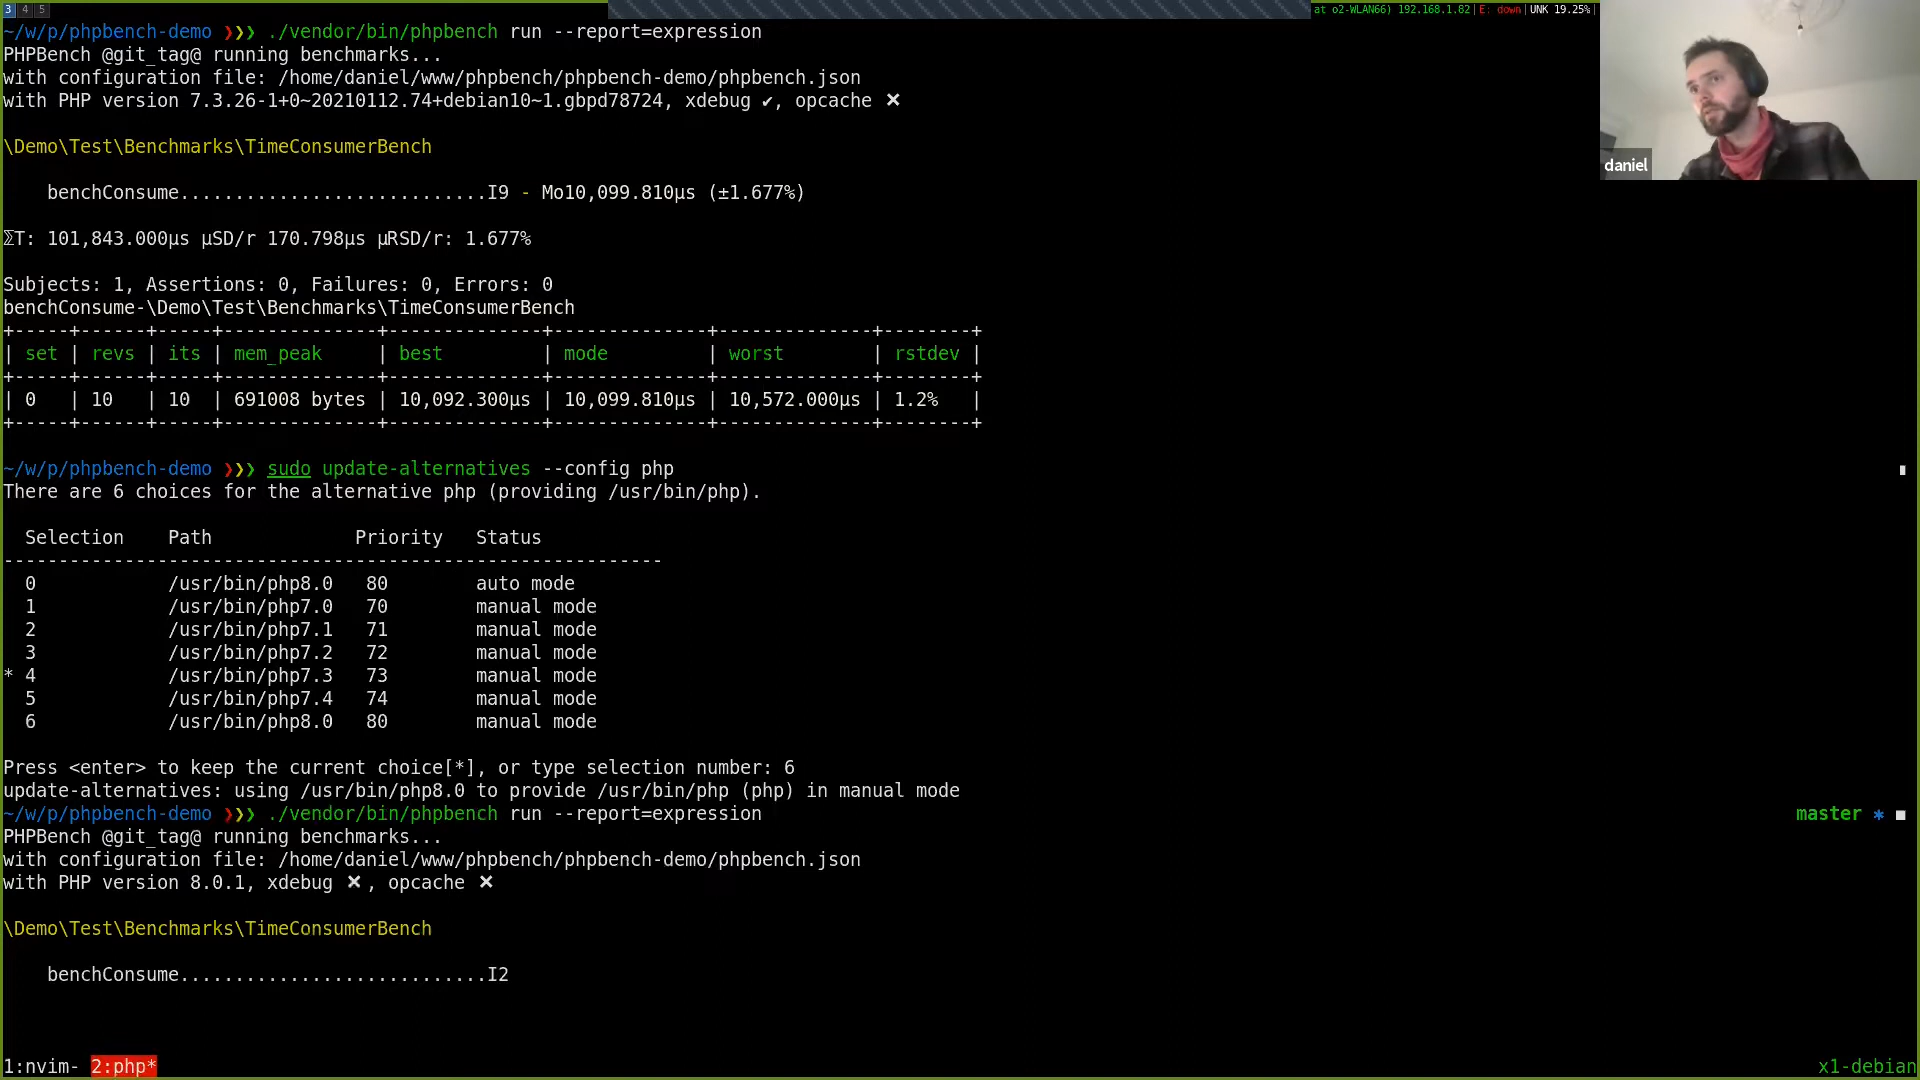 3 4 5
at o2-WLAN66) 192.168.1.82 | E: down | UNK 19.25% |
~/w/p/phpbench-demo ❯❯❯ ./vendor/bin/phpbench run --report=expression
PHPBench @git_tag@ running benchmarks...
with configuration file: /home/daniel/www/phpbench/phpbench-demo/phpbench.json
with PHP version 7.3.26-1+0~20210112.74+debian10~1.gbpd78724, xdebug ✔, opcache ❌
daniel
\Demo\Test\Benchmarks\TimeConsumerBench
    benchConsume............................I9 - Mo10,099.810μs (±1.677%)
⅀T: 101,843.000μs μSD/r 170.798μs μRSD/r: 1.677%
Subjects: 1, Assertions: 0, Failures: 0, Errors: 0
benchConsume-\Demo\Test\Benchmarks\TimeConsumerBench
+-----+------+-----+--------------+--------------+--------------+--------------+--------+
| set | revs | its | mem_peak     | best         | mode         | worst        | rstdev |
+-----+------+-----+--------------+--------------+--------------+--------------+--------+
| 0   | 10   | 10  | 691008 bytes | 10,092.300μs | 10,099.810μs | 10,572.000μs | 1.2%   |
+-----+------+-----+--------------+--------------+--------------+--------------+--------+
~/w/p/phpbench-demo ❯❯❯ sudo update-alternatives --config php
There are 6 choices for the alternative php (providing /usr/bin/php).
  Selection    Path             Priority   Status
------------------------------------------------------------
  0            /usr/bin/php8.0   80        auto mode
  1            /usr/bin/php7.0   70        manual mode
  2            /usr/bin/php7.1   71        manual mode
  3            /usr/bin/php7.2   72        manual mode
* 4            /usr/bin/php7.3   73        manual mode
  5            /usr/bin/php7.4   74        manual mode
  6            /usr/bin/php8.0   80        manual mode
Press <enter> to keep the current choice[*], or type selection number: 6
update-alternatives: using /usr/bin/php8.0 to provide /usr/bin/php (php) in manual mode
~/w/p/phpbench-demo ❯❯❯ ./vendor/bin/phpbench run --report=expression master ✱ ◼
PHPBench @git_tag@ running benchmarks...
with configuration file: /home/daniel/www/phpbench/phpbench-demo/phpbench.json
with PHP version 8.0.1, xdebug ❌, opcache ❌
\Demo\Test\Benchmarks\TimeConsumerBench
    benchConsume............................I2
1:nvim- 2:php* x1-debian